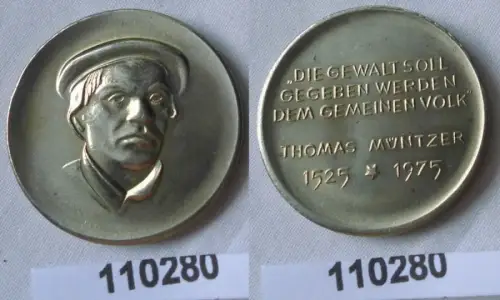 „DIE GEWALT SOLL
GEGEBEN WERDEN
DEM GEMEINEN VOLK"
THOMAS MÜNTZER
1525 * 1975
110280
110280